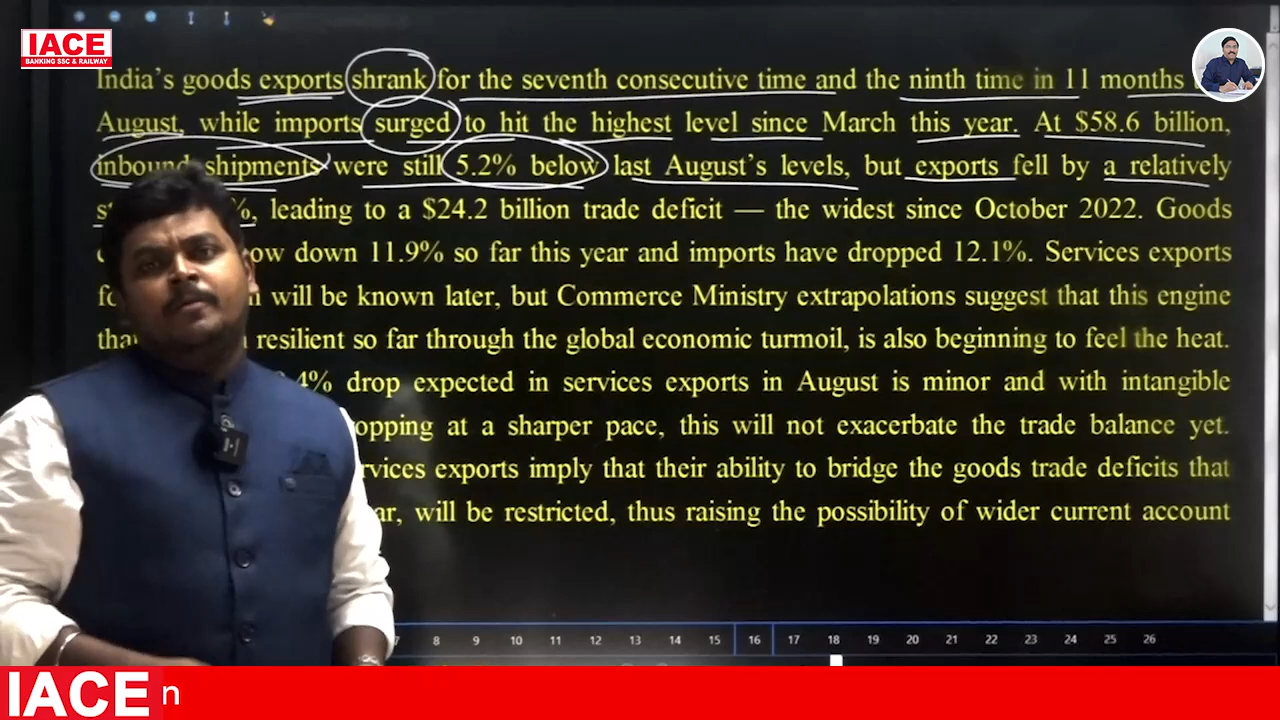 IACE
BANKING SSC & RAILWAY
India's goods exports shrank for the seventh consecutive time and the ninth time in 11 months
August, while imports surged to hit the highest level since March this year. At $58.6 billion,
inbound shipments were still 5.2% below last August's levels, but exports fell by a relatively
%, leading to a $24.2 billion trade deficit — the widest since October 2022. Goods
down 11.9% so far this year and imports have dropped 12.1%. Services exports
will be known later, but Commerce Ministry extrapolations suggest that this engine
resilient so far through the global economic turmoil, is also beginning to feel the heat.
4% drop expected in services exports in August is minor and with intangible
at a sharper pace, this will not exacerbate the trade balance yet.
exports imply that their ability to bridge the goods trade deficits that
will be restricted, thus raising the possibility of wider current account
8 9 10 11 12 13 14 15 16 17 18 19 20 21 22 23 24 25 26
IACE n